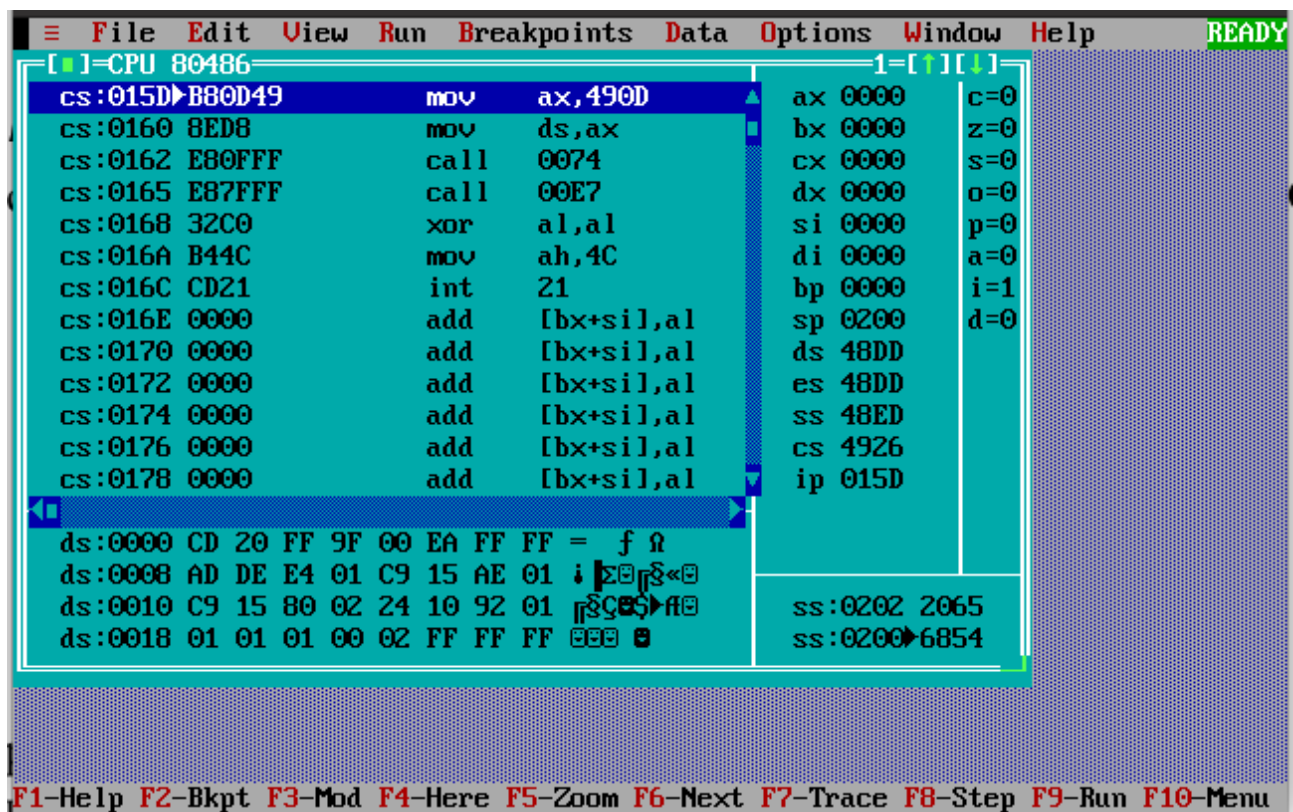 ≡ File Edit View Run Breakpoints Data Options Window Help READY
[■]=CPU 80486 1=[↑][↓]
cs:015D►B80D49 mov ax,490D ax 0000 c=0
cs:0160 8ED8 mov ds,ax bx 0000 z=0
cs:0162 E80FFF call 0074 cx 0000 s=0
cs:0165 E87FFF call 00E7 dx 0000 o=0
cs:0168 32C0 xor al,al si 0000 p=0
cs:016A B44C mov ah,4C di 0000 a=0
cs:016C CD21 int 21 bp 0000 i=1
cs:016E 0000 add [bx+si],al sp 0200 d=0
cs:0170 0000 add [bx+si],al ds 48DD
cs:0172 0000 add [bx+si],al es 48DD
cs:0174 0000 add [bx+si],al ss 48ED
cs:0176 0000 add [bx+si],al cs 4926
cs:0178 0000 add [bx+si],al ip 015D
ds:0000 CD 20 FF 9F 00 EA FF FF = ƒ Ω
ds:0008 AD DE E4 01 C9 15 AE 01 ¡▐Σ☺╔§«☺
ds:0010 C9 15 80 02 24 10 92 01 ╔§Ç☻$►Æ☺ ss:0202 2065
ds:0018 01 01 01 00 02 FF FF FF ☺☺☺ ☻ ss:0200►6854
F1-Help F2-Bkpt F3-Mod F4-Here F5-Zoom F6-Next F7-Trace F8-Step F9-Run F10-Menu